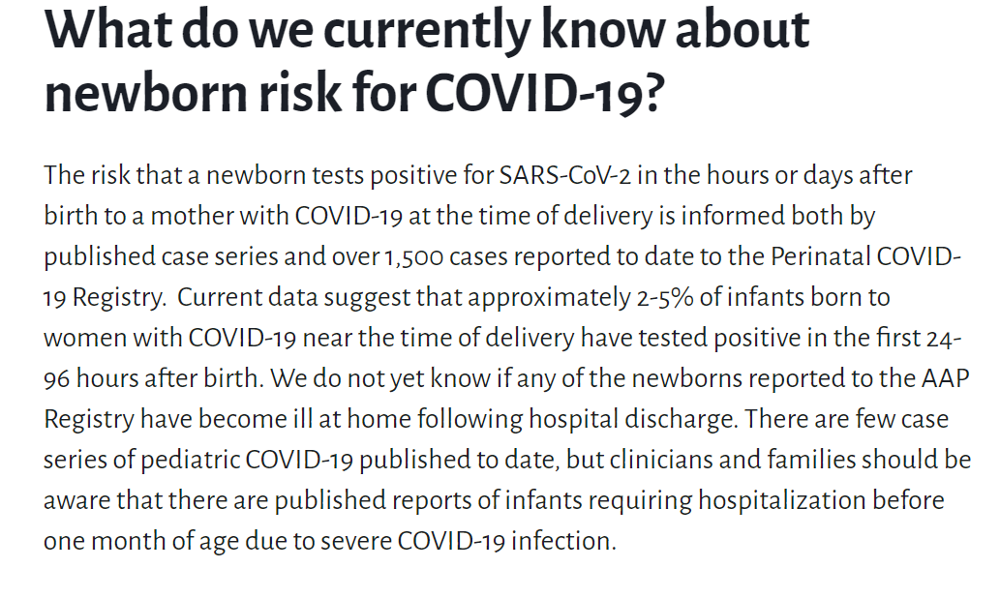 What do we currently know about
newborn risk for COVID-19?
The risk that a newborn tests positive for SARS-CoV-2 in the hours or days after
birth to a mother with COVID-19 at the time of delivery is informed both by
published case series and over 1,500 cases reported to date to the Perinatal COVID-
19 Registry.  Current data suggest that approximately 2-5% of infants born to
women with COVID-19 near the time of delivery have tested positive in the first 24-
96 hours after birth. We do not yet know if any of the newborns reported to the AAP
Registry have become ill at home following hospital discharge. There are few case
series of pediatric COVID-19 published to date, but clinicians and families should be
aware that there are published reports of infants requiring hospitalization before
one month of age due to severe COVID-19 infection.